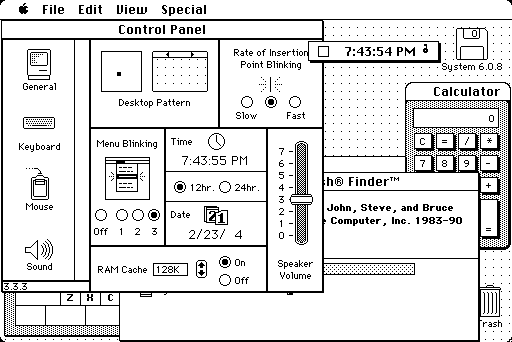 File Edit View Special
Control Panel
General
Keyboard
Mouse
Sound
3.3.3
Desktop Pattern
Rate of Insertion
Point Blinking
Slow Fast
Menu Blinking
Off 1 2 3
Time
7:43:55 PM
12hr. 24hr.
Date
21
2/23/ 4
RAM Cache 128K On
Off
7
6
5
4
3
2
1
0
Speaker
Volume
7:43:54 PM
System 6.0.8
Calculator
0
C = / *
7 8 9 -
+
=
sh® Finder™
John, Steve, and Bruce
e Computer, Inc. 1983-90
Z X C
Trash